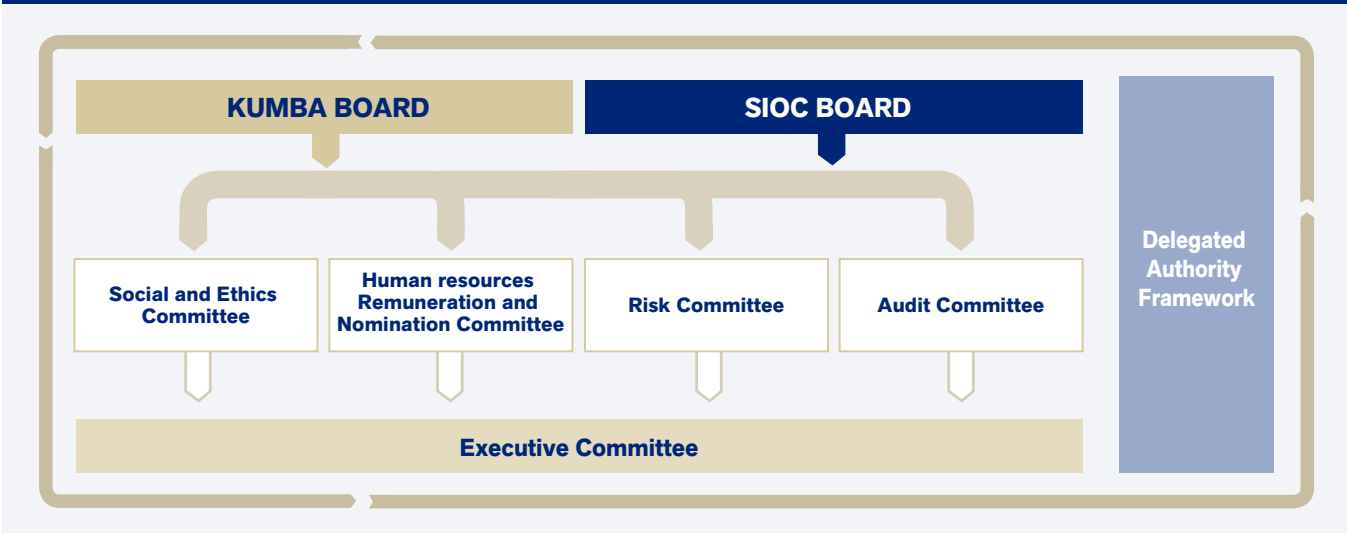 KUMBA BOARD
SIOC BOARD
Social and Ethics
Committee
Human resources
Remuneration and
Nomination Committee
Risk Committee
Audit Committee
Executive Committee
Delegated
Authority
Framework